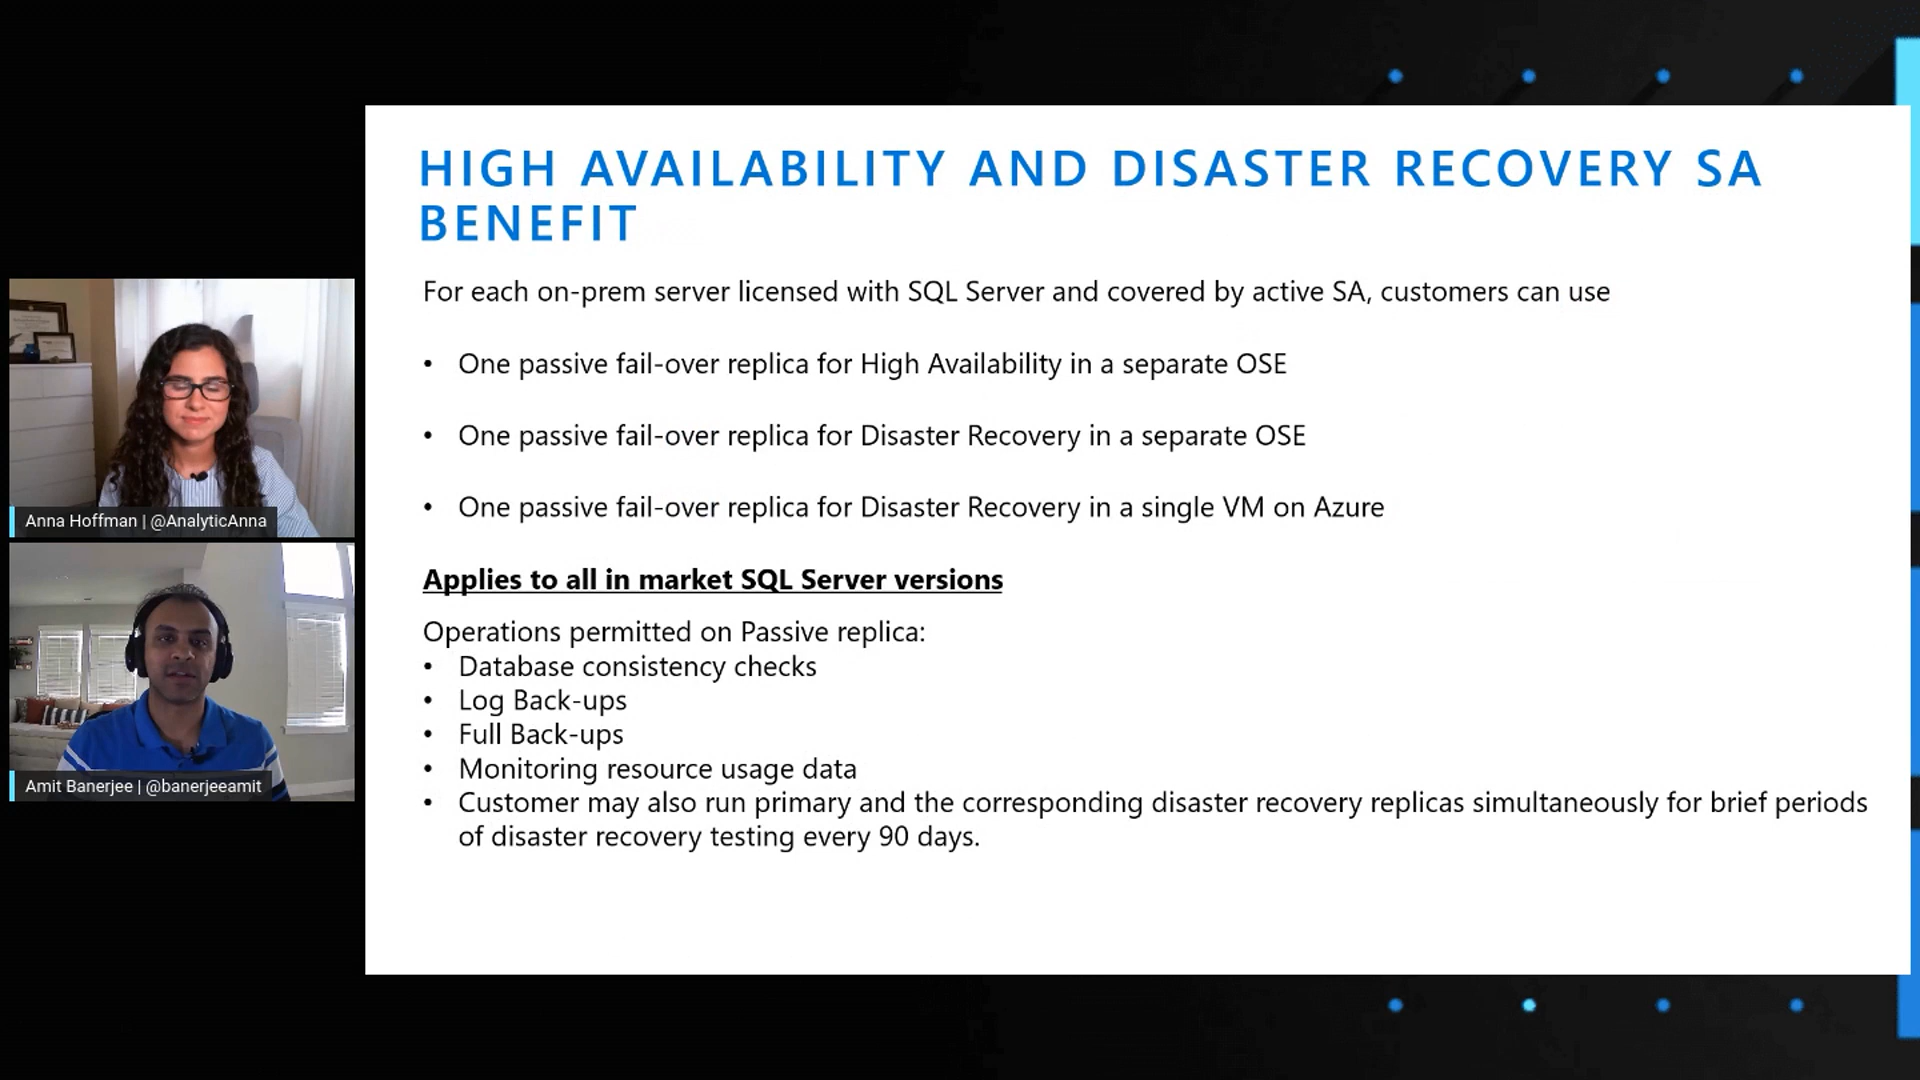 HIGH AVAILABILITY AND DISASTER RECOVERY SA
BENEFIT
For each on-prem server licensed with SQL Server and covered by active SA, customers can use
• One passive fail-over replica for High Availability in a separate OSE
• One passive fail-over replica for Disaster Recovery in a separate OSE
• One passive fail-over replica for Disaster Recovery in a single VM on Azure
Applies to all in market SQL Server versions
Operations permitted on Passive replica:
• Database consistency checks
• Log Back-ups
• Full Back-ups
• Monitoring resource usage data
• Customer may also run primary and the corresponding disaster recovery replicas simultaneously for brief periods
of disaster recovery testing every 90 days.
Anna Hoffman | @AnalyticAnna
Amit Banerjee | @banerjeeamit